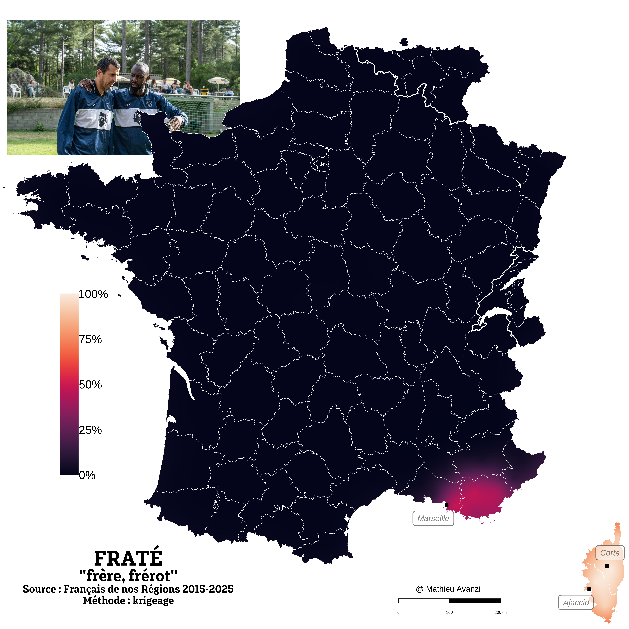 100%
75%
50%
25%
0%
Marseille
Corte
Ajaccio
FRATÉ
"frère, frérot"
Source : Français de nos Régions 2015-2025
Méthode : krigeage
© Mathieu Avanzi